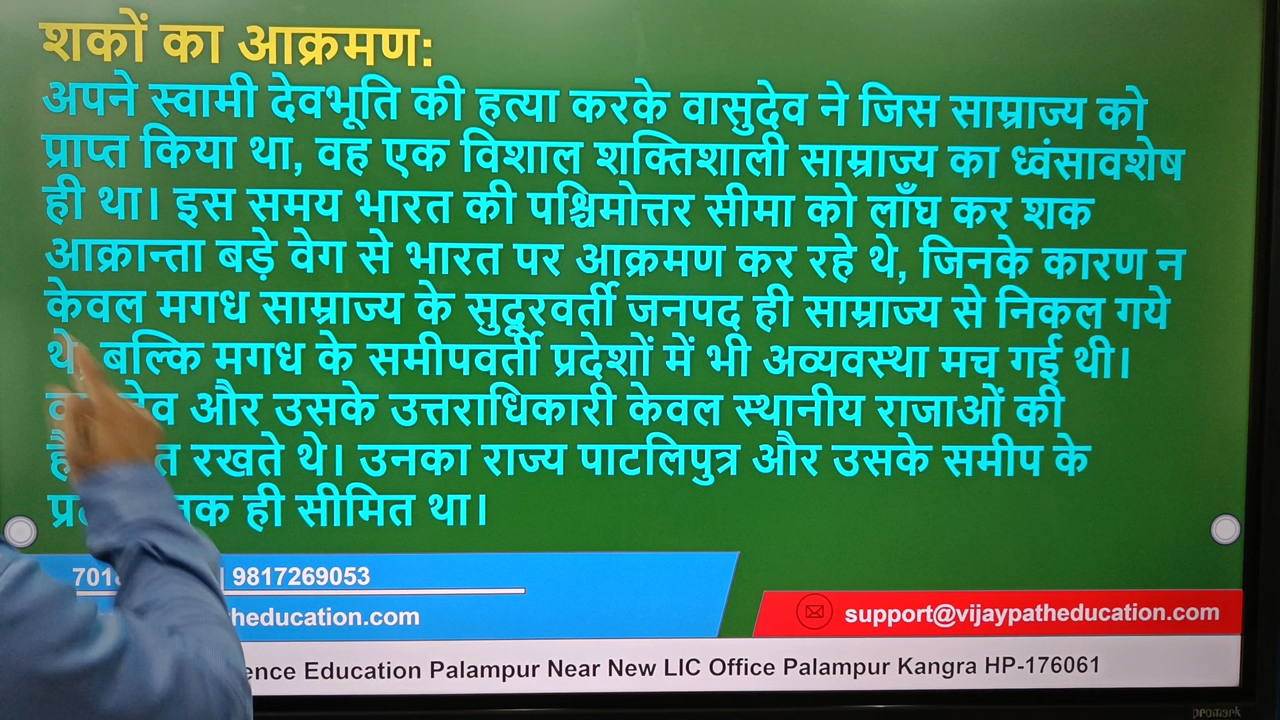 शकों का आक्रमण:
अपने स्वामी देवभूति की हत्या करके वासुदेव ने जिस साम्राज्य को
प्राप्त किया था, वह एक विशाल शक्तिशाली साम्राज्य का ध्वंसावशेष
ही था। इस समय भारत की पश्चिमोत्तर सीमा को लाँघ कर शक
आक्रान्ता बड़े वेग से भारत पर आक्रमण कर रहे थे, जिनके कारण न
केवल मगध साम्राज्य के सुदूरवर्ती जनपद ही साम्राज्य से निकल गये
थे, बल्कि मगध के समीपवर्ती प्रदेशों में भी अव्यवस्था मच गई थी।
और उसके उत्तराधिकारी केवल स्थानीय राजाओं की
रखते थे। उनका राज्य पाटलिपुत्र और उसके समीप के
तक ही सीमित था।
| 9817269053
support@vijaypatheducation.com
Education Palampur Near New LIC Office Palampur Kangra HP-176061
promark